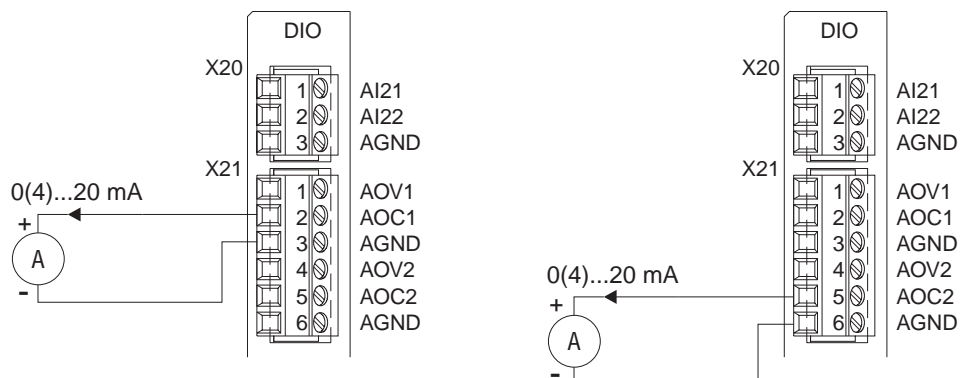 DIO
X20
1 AI21
2 AI22
3 AGND
X21
0(4)...20 mA
1 AOV1
2 AOC1
+
3 AGND
A
4 AOV2
-
5 AOC2
6 AGND
DIO
X20
1 AI21
2 AI22
3 AGND
X21
1 AOV1
2 AOC1
3 AGND
4 AOV2
0(4)...20 mA
5 AOC2
+
6 AGND
A
-